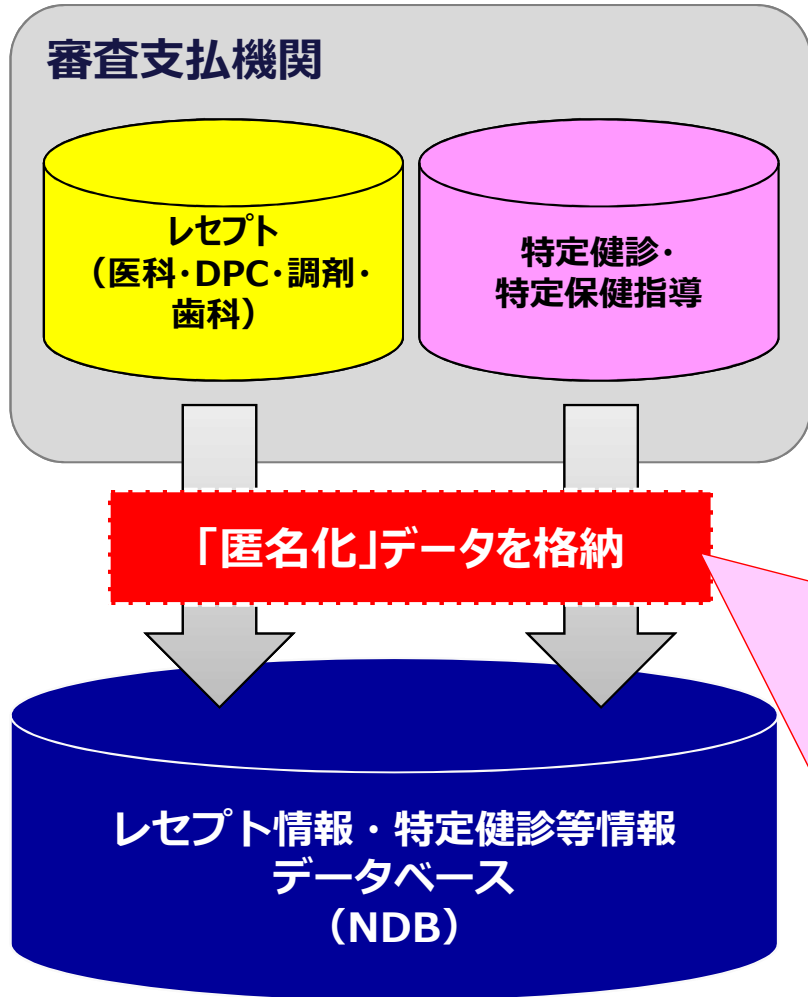 審査支払機関
レセプト
（医科・DPC・調剤・
歯科）
特定健診・
特定保健指導
「匿名化」データを格納
レセプト情報・特定健診等情報
データベース
（NDB）